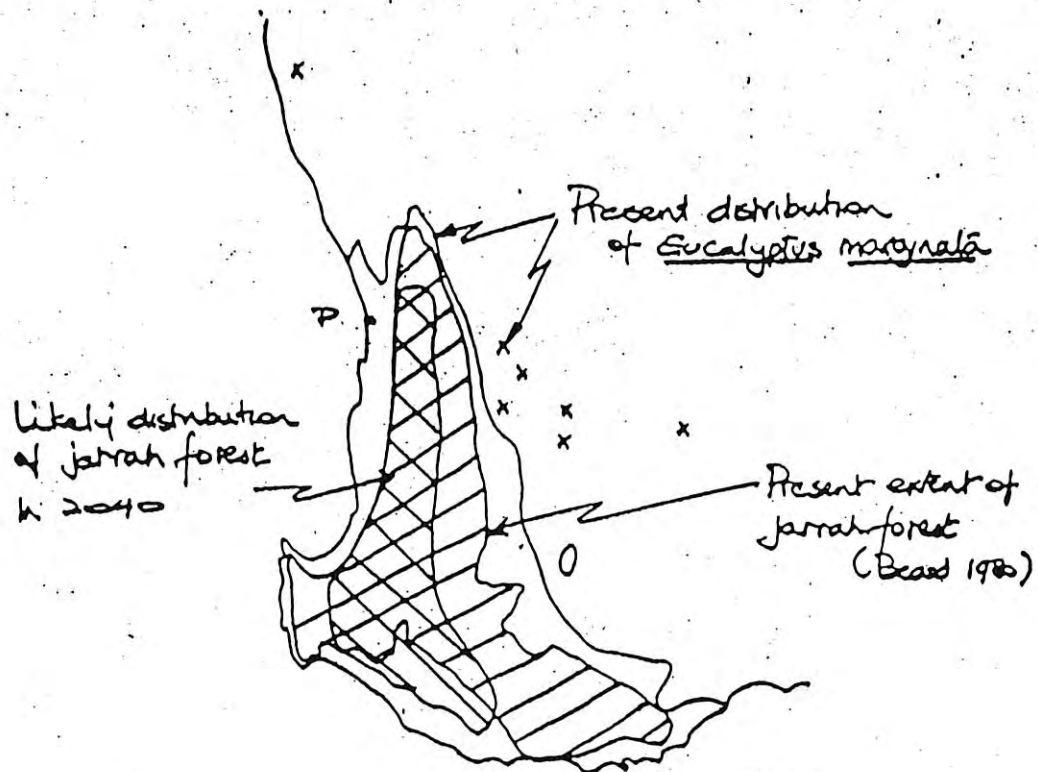 Present distribution
of Eucalyptus marginata
P
Likely distribution
of jarrah forest
in 2040
Present extent of
jarrah forest
(Beard 1980)